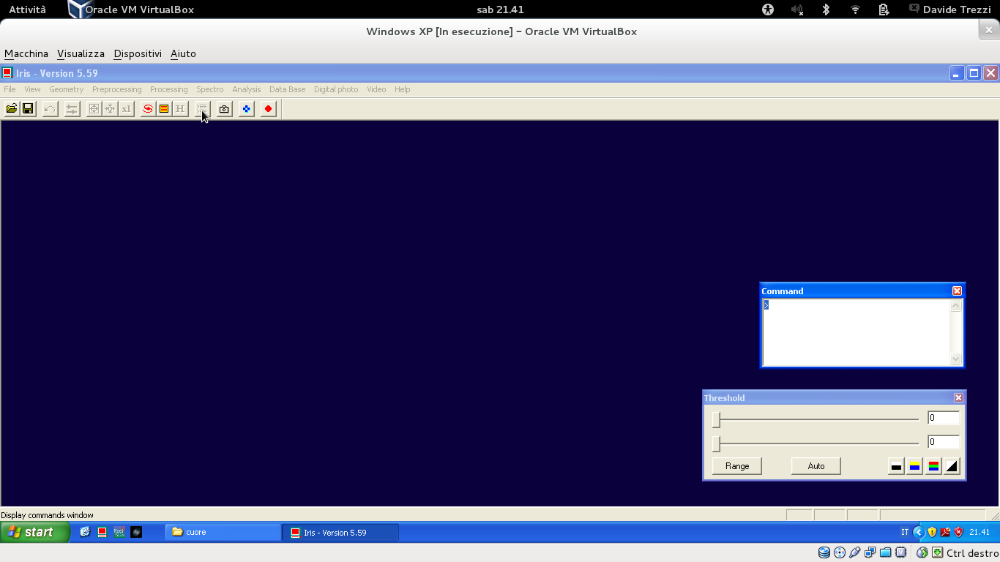 Attività Oracle VM VirtualBox sab 21.41 Davide Trezzi
Windows XP [In esecuzione] - Oracle VM VirtualBox
Macchina Visualizza Dispositivi Aiuto
Iris - Version 5.59
File View Geometry Preprocessing Processing Spectro Analysis Data Base Digital photo Video Help
x1 H
Command
>
Threshold
0
0
Range Auto
Display commands window
start cuore Iris - Version 5.59 IT 21.41
Ctrl destro